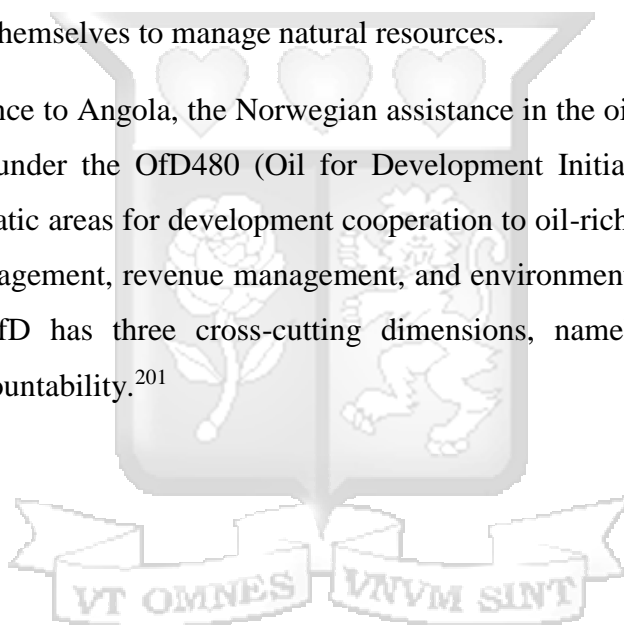 hemselves to manage natural resources.
nce to Angola, the Norwegian assistance in the oi
under the OfD480 (Oil for Development Initia
atic areas for development cooperation to oil-rich
agement, revenue management, and environment
fD has three cross-cutting dimensions, name
ountability.201
VT OMNES VNVM SINT